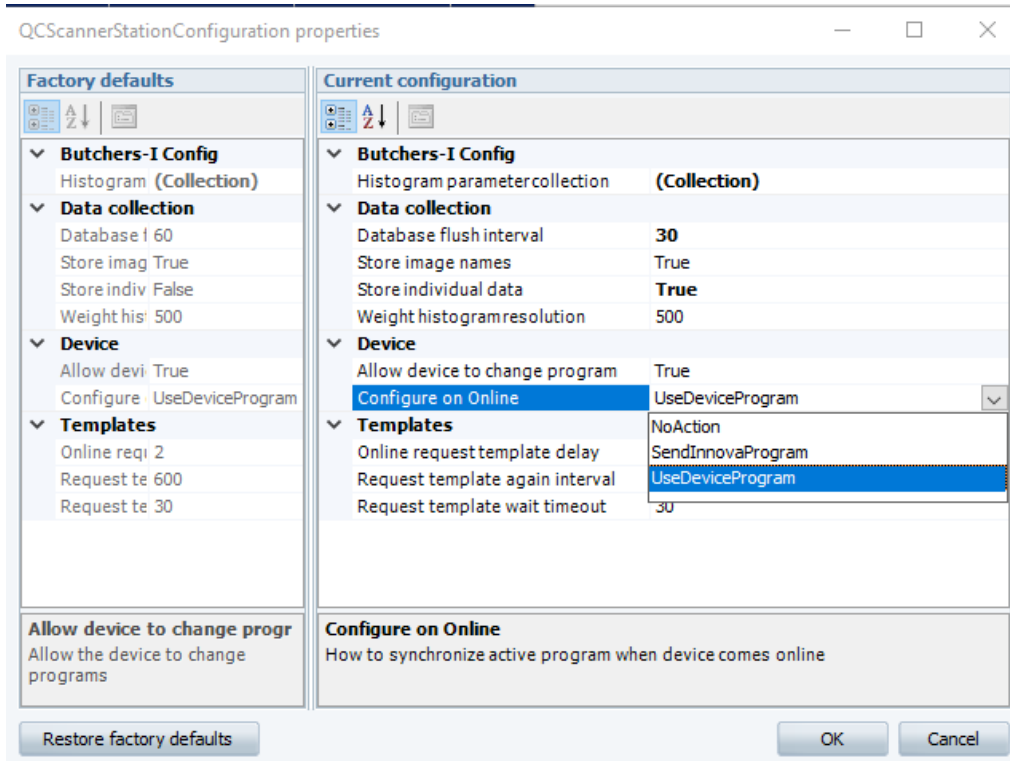 QCScannerStationConfiguration properties
Factory defaults
Butchers-I Config
Histogram (Collection)
Data collection
Database f 60
Store imag True
Store indiv False
Weight his 500
Device
Allow devi True
Configure UseDeviceProgram
Templates
Online requ 2
Request te 600
Request te 30
Allow device to change progr
Allow the device to change
programs
Restore factory defaults
Current configuration
Butchers-I Config
Histogram parametercollection (Collection)
Data collection
Database flush interval 30
Store image names True
Store individual data True
Weight histogramresolution 500
Device
Allow device to change program True
Configure on Online UseDeviceProgram
NoAction
SendInnovaProgram
UseDeviceProgram
Templates
Online request template delay
Request template again interval
Request template wait timeout 30
Configure on Online
How to synchronize active program when device comes online
OK Cancel